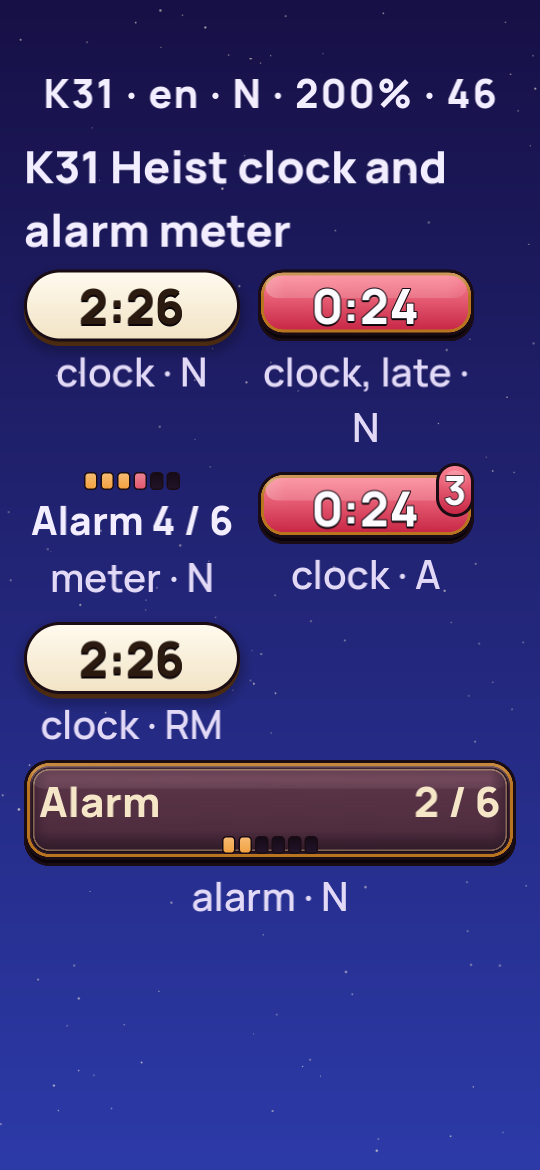 K31 · en · N · 200% · 46
K31 Heist clock and
alarm meter
2:26
0:24
clock · N
clock, late ·
N
Alarm 4 / 6
meter · N
0:24
3
clock · A
2:26
clock · RM
Alarm 2 / 6
alarm · N